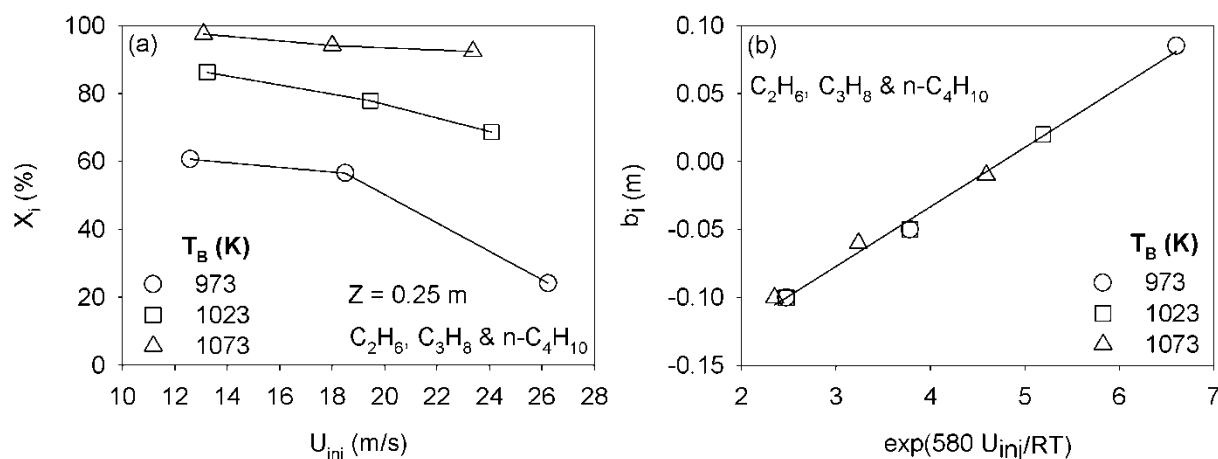 (a)
100
80
60
40
20
0
X_i (%)
T_B (K)
973
1023
1073
Z = 0.25 m
C₂H₆, C₃H₈ & n-C₄H₁₀
10 12 14 16 18 20 22 24 26 28
U_inj (m/s)
(b)
C₂H₆, C₃H₈ & n-C₄H₁₀
0.10
0.05
0.00
-0.05
-0.10
-0.15
b_i (m)
T_B (K)
973
1023
1073
2 3 4 5 6 7
exp(580 U_inj/RT)